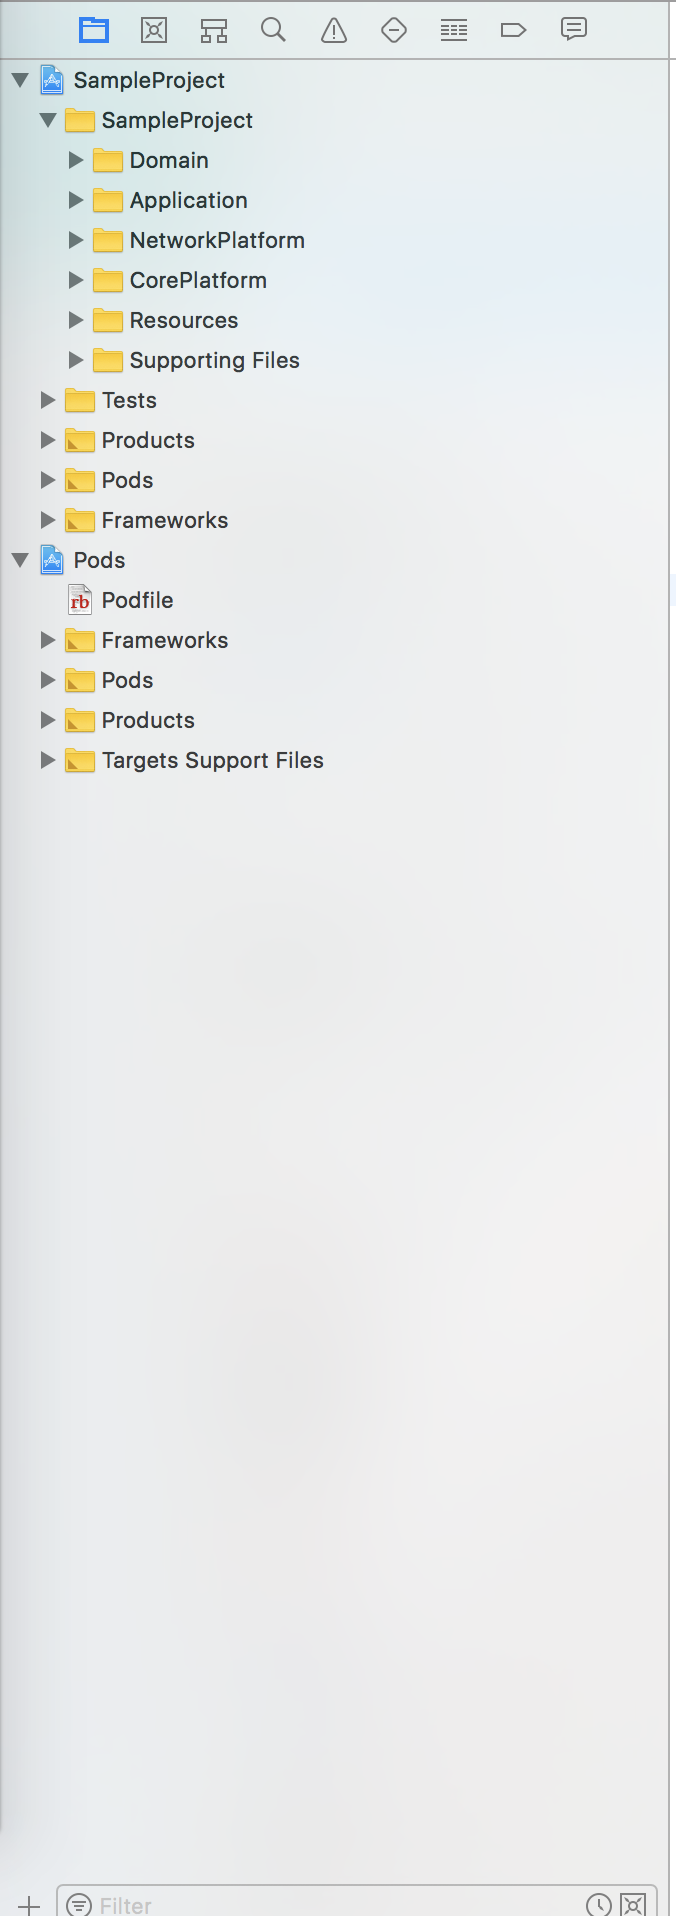 SampleProject
SampleProject
Domain
Application
NetworkPlatform
CorePlatform
Resources
Supporting Files
Tests
Products
Pods
Frameworks
Pods
rb Podfile
Frameworks
Pods
Products
Targets Support Files
Filter